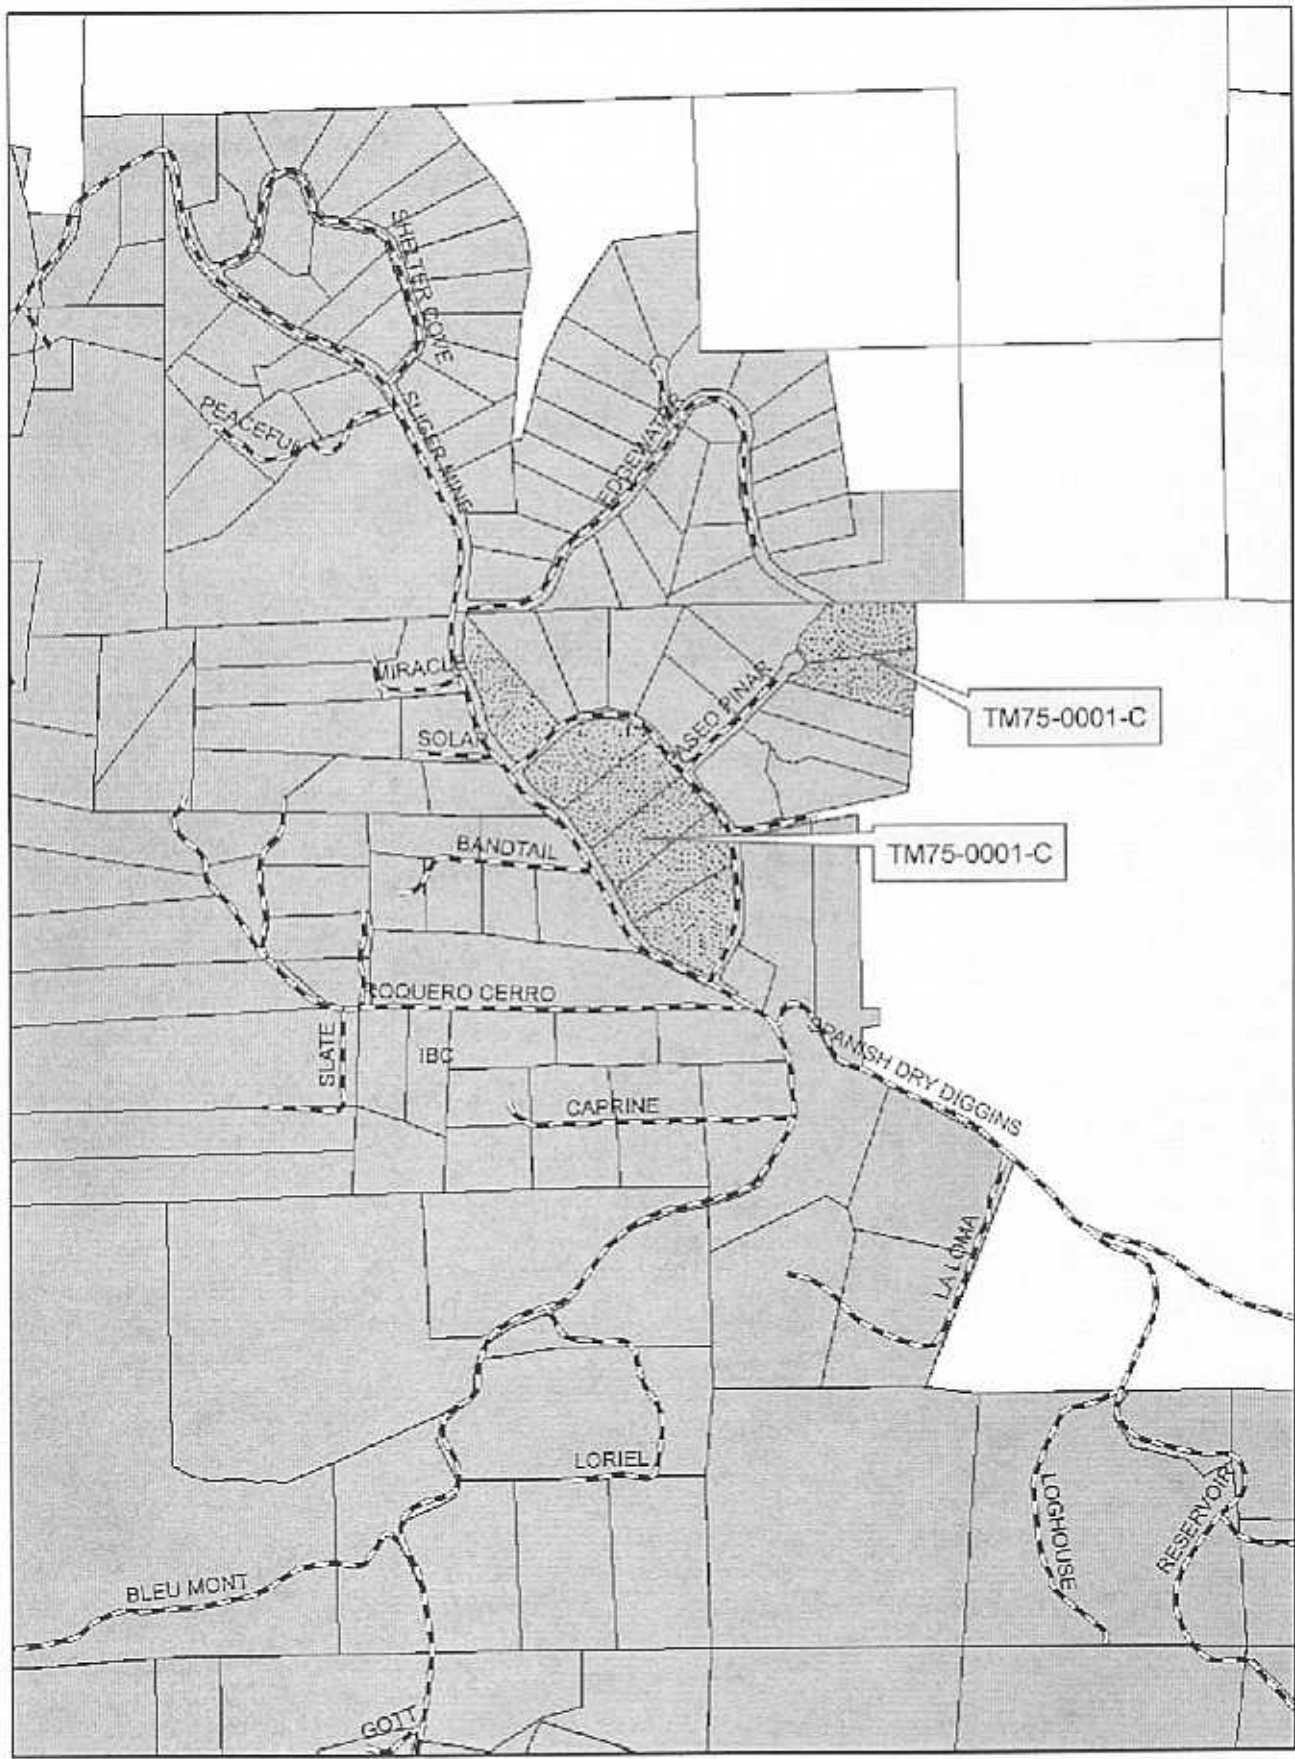 SHELTER COVE
PEACEFUL
SLIGER MINE
EDGEWATER
MIRACLE
PASEO PINAR
TM75-0001-C
SOLAR
BANDTAIL
TM75-0001-C
ROQUERO CERRO
SLATE
IBC
SPANISH DRY DIGGINS
CAPRINE
LA LOMA
LORIEL
LOGHOUSE
RESERVOIR
BLEU MONT
GOTT